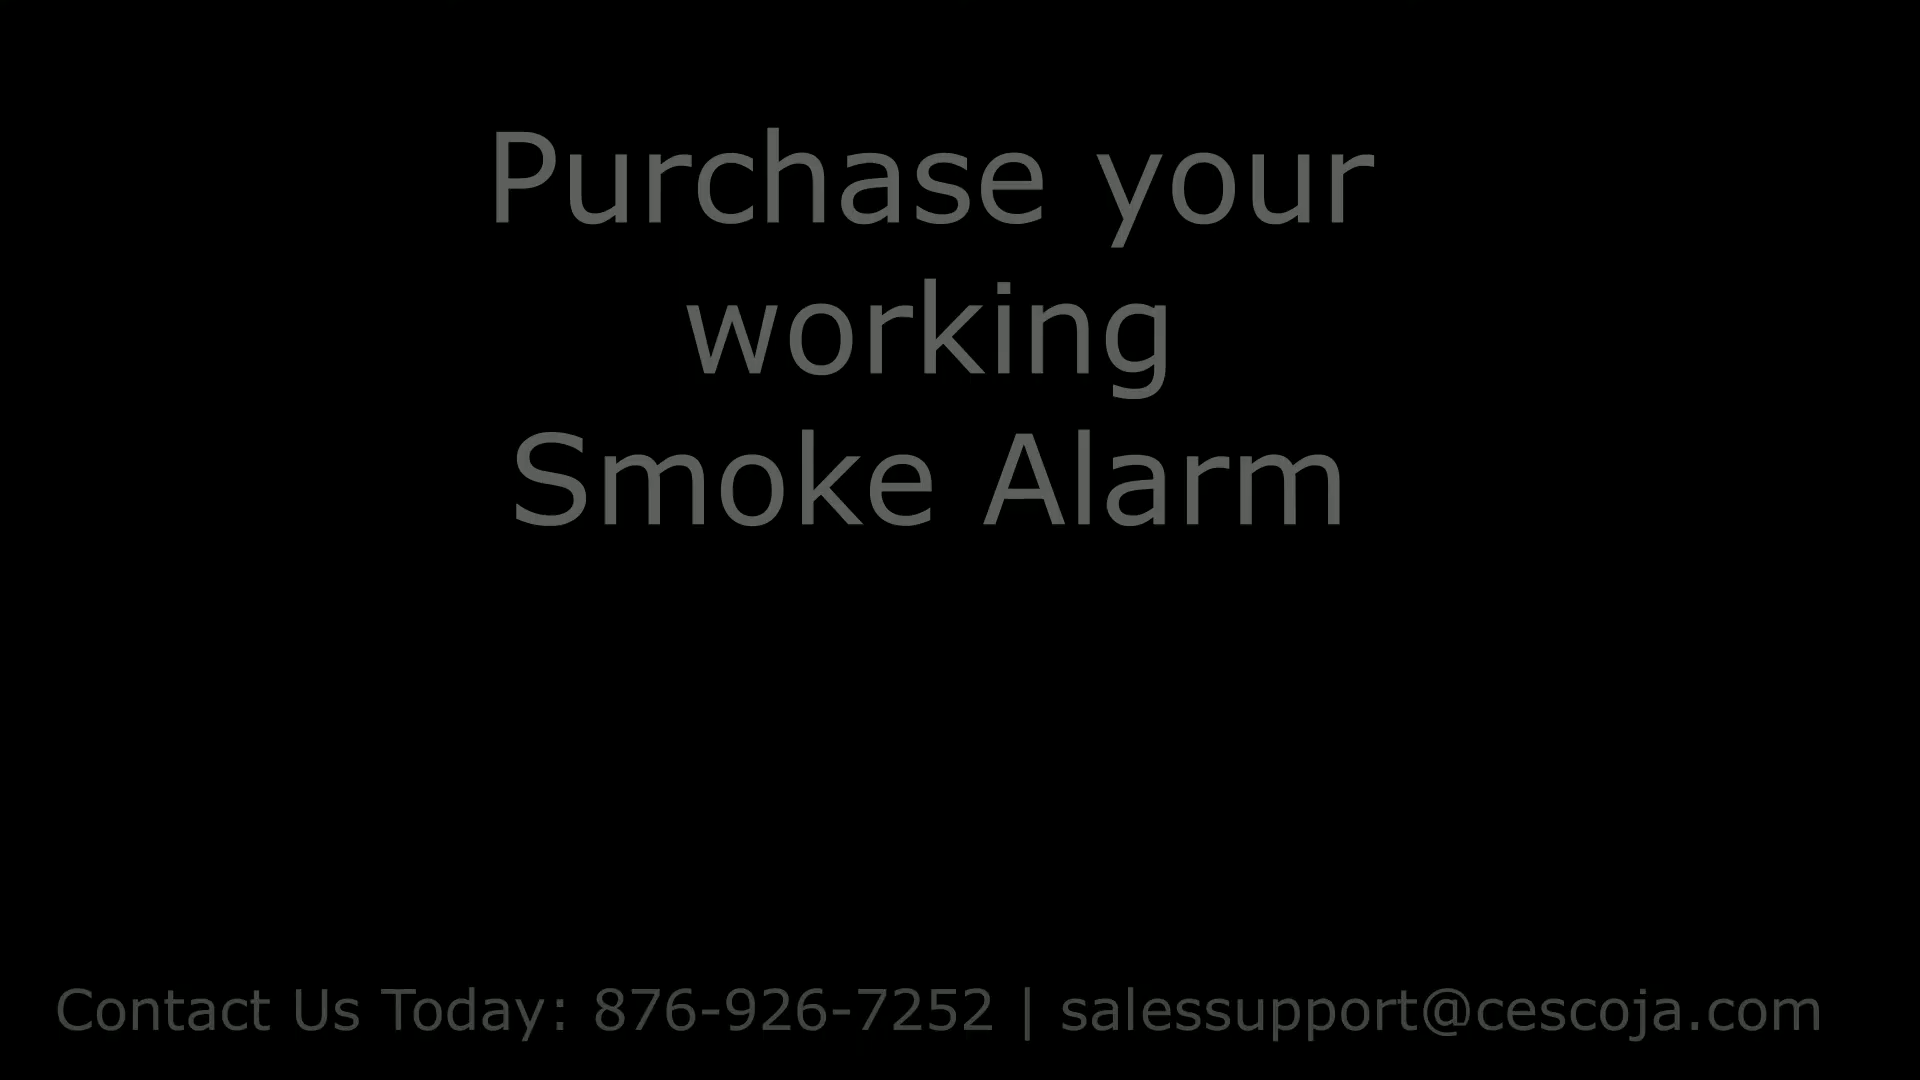 Purchase your
working
Smoke Alarm
Contact Us Today: 876-926-7252 | salessupport@cescoja.com